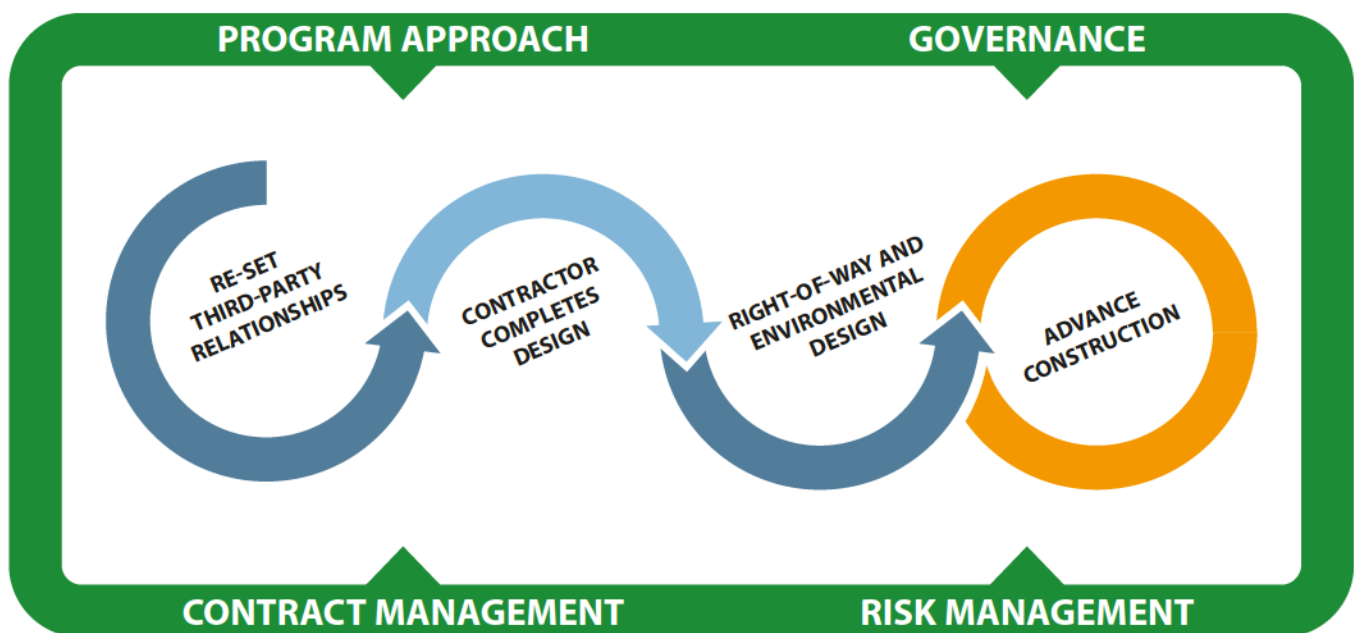 PROGRAM APPROACH
GOVERNANCE
RE-SET
THIRD-PARTY
RELATIONSHIPS
CONTRACTOR
COMPLETES
DESIGN
RIGHT-OF-WAY AND
ENVIRONMENTAL
DESIGN
ADVANCE
CONSTRUCTION
CONTRACT MANAGEMENT
RISK MANAGEMENT